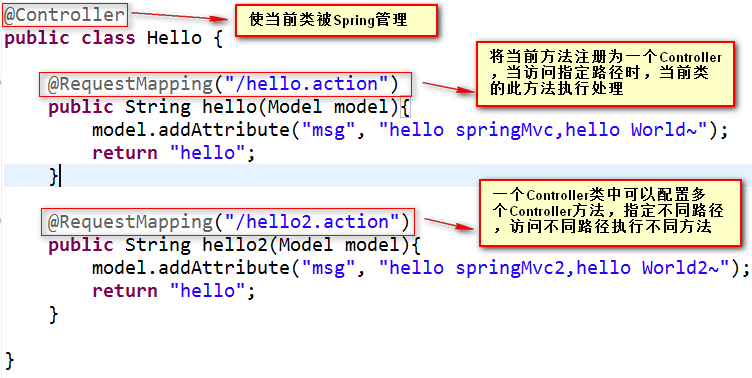 @Controller
使当前类被Spring管理
public class Hello {
@RequestMapping("/hello.action")
将当前方法注册为一个Controller
，当访问指定路径时，当前类
的此方法执行处理
public String hello(Model model){
model.addAttribute("msg", "hello springMvc,hello World~");
return "hello";
}
@RequestMapping("/hello2.action")
一个Controller类中可以配置多
个Controller方法，指定不同路径
，访问不同路径执行不同方法
public String hello2(Model model){
model.addAttribute("msg", "hello springMvc2,hello World2~");
return "hello";
}
}